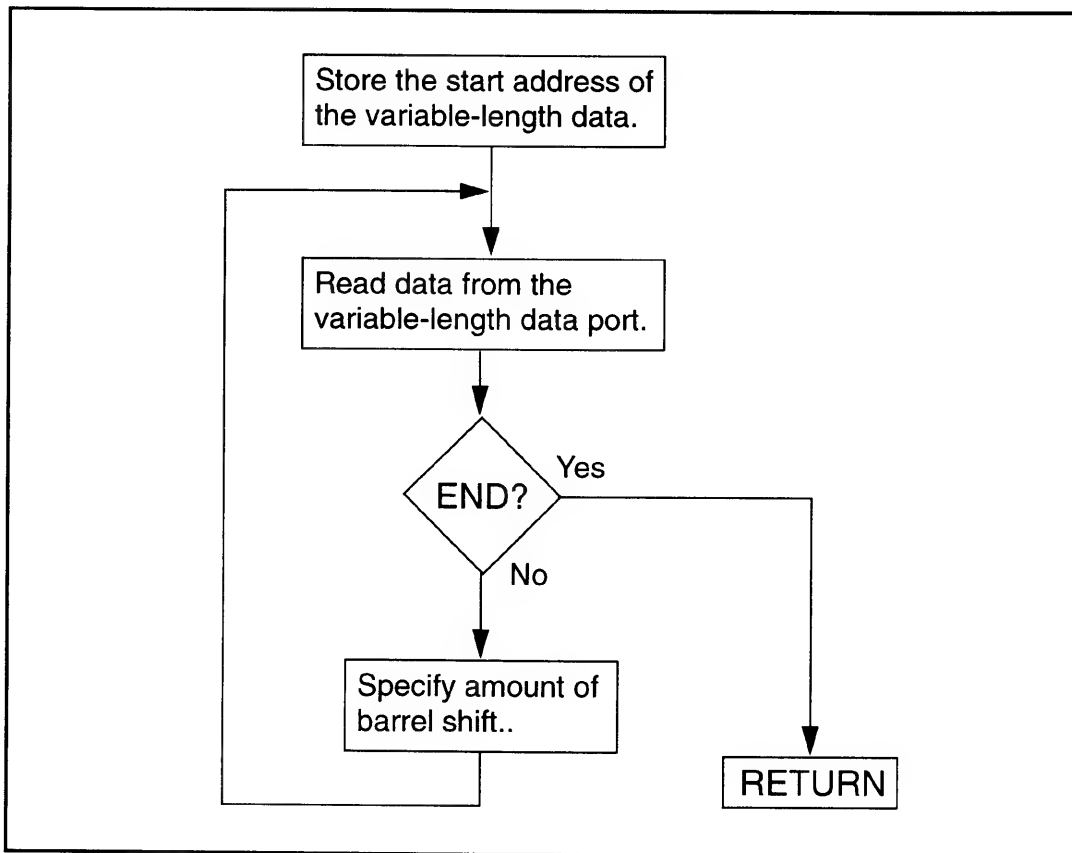 Store the start address of
the variable-length data.
Read data from the
variable-length data port.
END?
Yes
No
Specify amount of
barrel shift..
RETURN